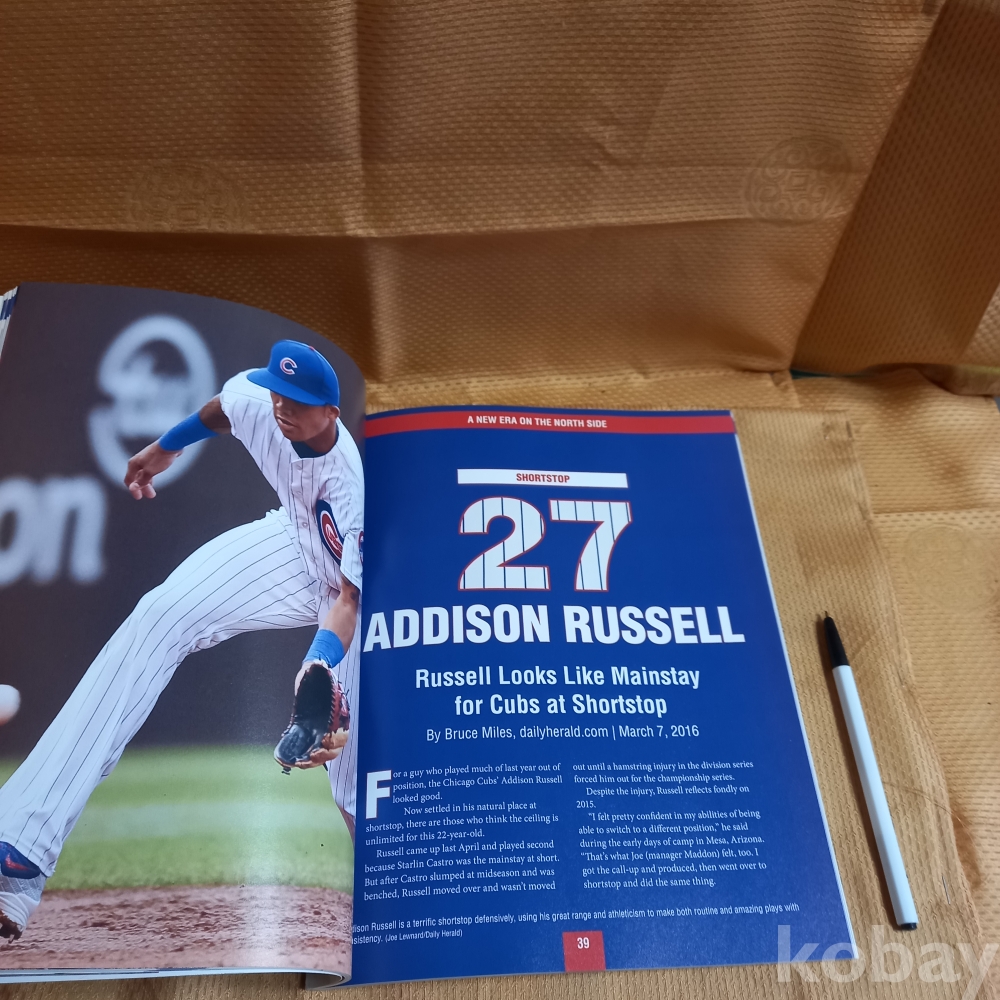 on
C
A NEW ERA ON THE NORTH SIDE
SHORTSTOP
27
ADDISON RUSSELL
Russell Looks Like Mainstay
for Cubs at Shortstop
By Bruce Miles, dailyherald.com | March 7, 2016
For a guy who played much of last year out of
position, the Chicago Cubs' Addison Russell
looked good.
Now settled in his natural place at
shortstop, there are those who think the ceiling is
unlimited for this 22-year-old.
Russell came up last April and played second
because Starlin Castro was the mainstay at short.
But after Castro slumped at midseason and was
benched, Russell moved over and wasn't moved
out until a hamstring injury in the division series
forced him out for the championship series.
Despite the injury, Russell reflects fondly on
2015.
"I felt pretty confident in my abilities of being
able to switch to a different position," he said
during the early days of camp in Mesa, Arizona.
"That's what Joe (manager Maddon) felt, too. I
got the call-up and produced, then went over to
shortstop and did the same thing.
dison Russell is a terrific shortstop defensively, using his great range and athleticism to make both routine and amazing plays with
sistency. (Joe Lewnard/Daily Herald)
39
kobay